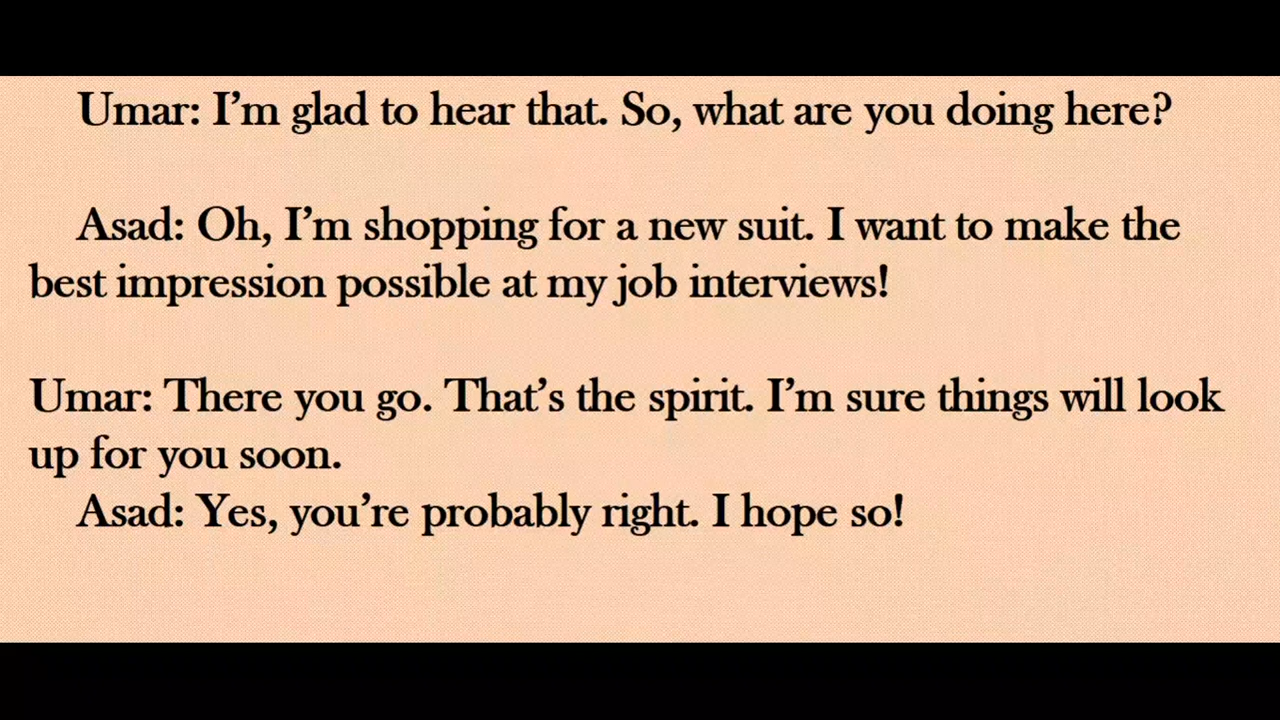 Umar: I’m glad to hear that. So, what are you doing here?
Asad: Oh, I’m shopping for a new suit. I want to make the
best impression possible at my job interviews!
Umar: There you go. That’s the spirit. I’m sure things will look
up for you soon.
Asad: Yes, you’re probably right. I hope so!